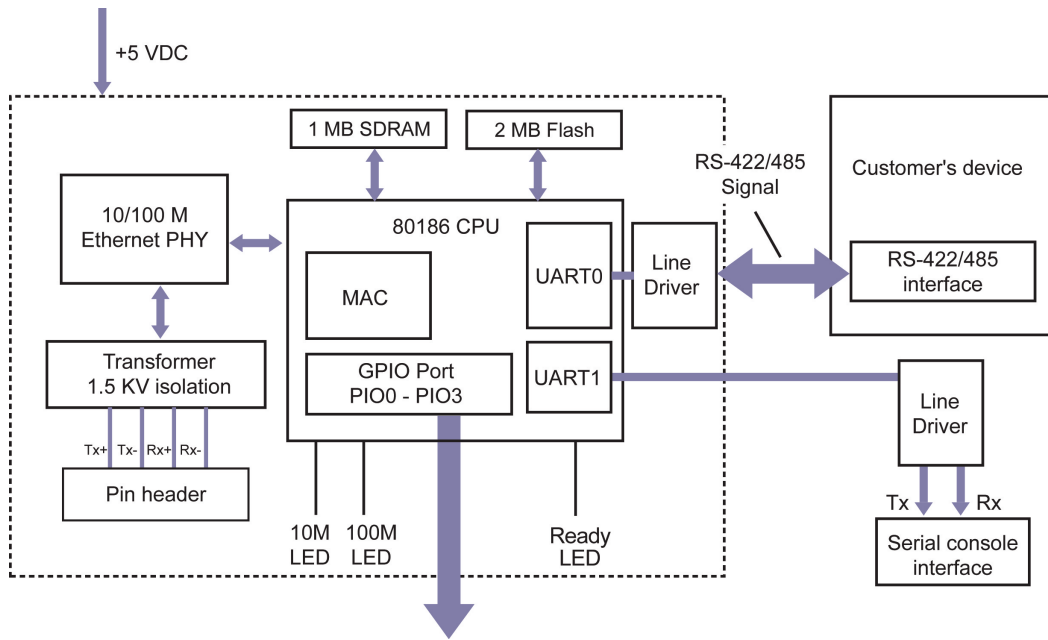 +5 VDC
1 MB SDRAM
2 MB Flash
RS-422/485
Signal
Customer's device
10/100 M
Ethernet PHY
80186 CPU
MAC
UART0
Line
Driver
RS-422/485
interface
Transformer
1.5 KV isolation
GPIO Port
PIO0 - PIO3
UART1
Line
Driver
Tx+ Tx- Rx+ Rx-
Pin header
10M
LED
100M
LED
Ready
LED
Tx
Rx
Serial console
interface